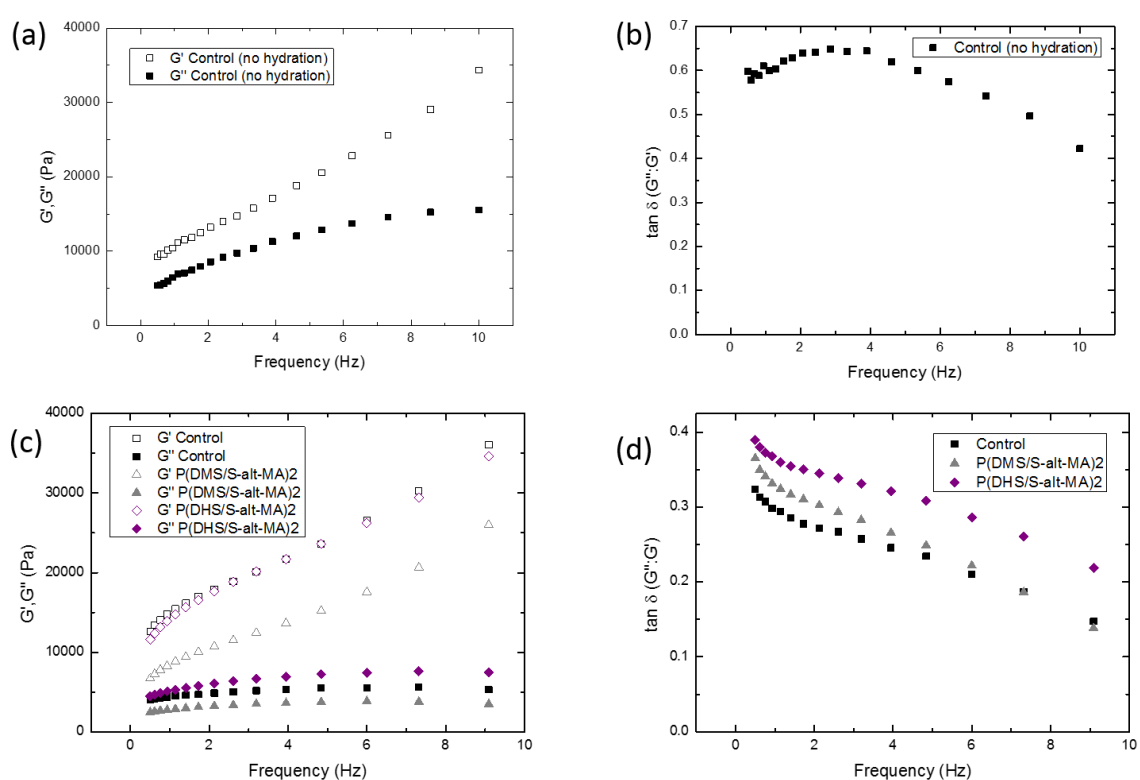 (a)
G' Control (no hydration)
G'' Control (no hydration)
40000
30000
20000
10000
0
G',G'' (Pa)
0 2 4 6 8 10
Frequency (Hz)
(b)
Control (no hydration)
0.7
0.6
0.5
0.4
0.3
0.2
0.1
0.0
tan δ (G'':G')
0 2 4 6 8 10
Frequency (Hz)
(c)
G' Control
G'' Control
G' P(DMS/S-alt-MA)2
G'' P(DMS/S-alt-MA)2
G' P(DHS/S-alt-MA)2
G'' P(DHS/S-alt-MA)2
40000
30000
20000
10000
0
G',G'' (Pa)
0 2 4 6 8 10
Frequency (Hz)
(d)
Control
P(DMS/S-alt-MA)2
P(DHS/S-alt-MA)2
0.4
0.3
0.2
0.1
0.0
tan δ (G'':G')
0 2 4 6 8 10
Frequency (Hz)